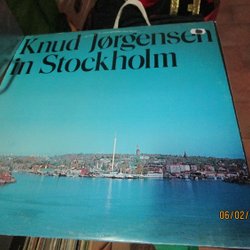 Knud Jørgensen
in Stockholm
06/02/